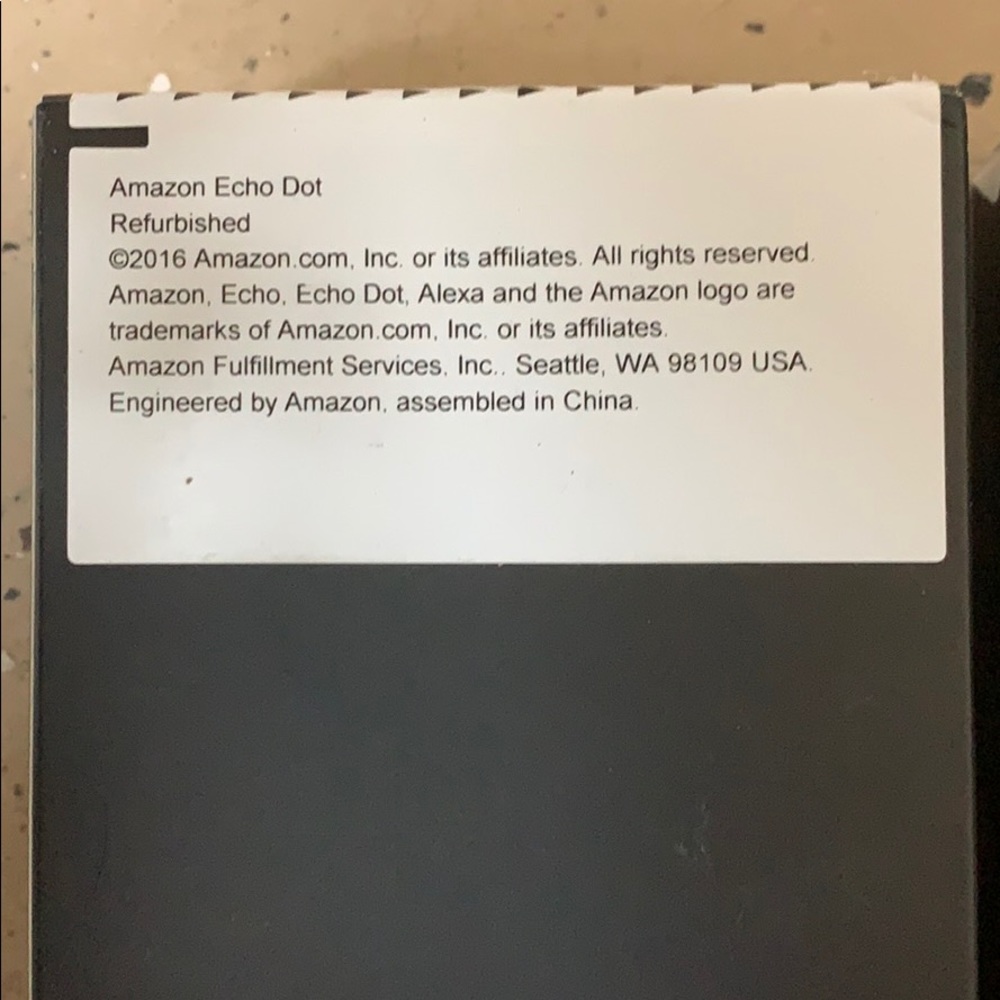 Amazon Echo Dot
Refurbished
©2016 Amazon.com, Inc. or its affiliates. All rights reserved.
Amazon, Echo, Echo Dot, Alexa and the Amazon logo are
trademarks of Amazon.com, Inc. or its affiliates.
Amazon Fulfillment Services, Inc., Seattle, WA 98109 USA.
Engineered by Amazon, assembled in China.